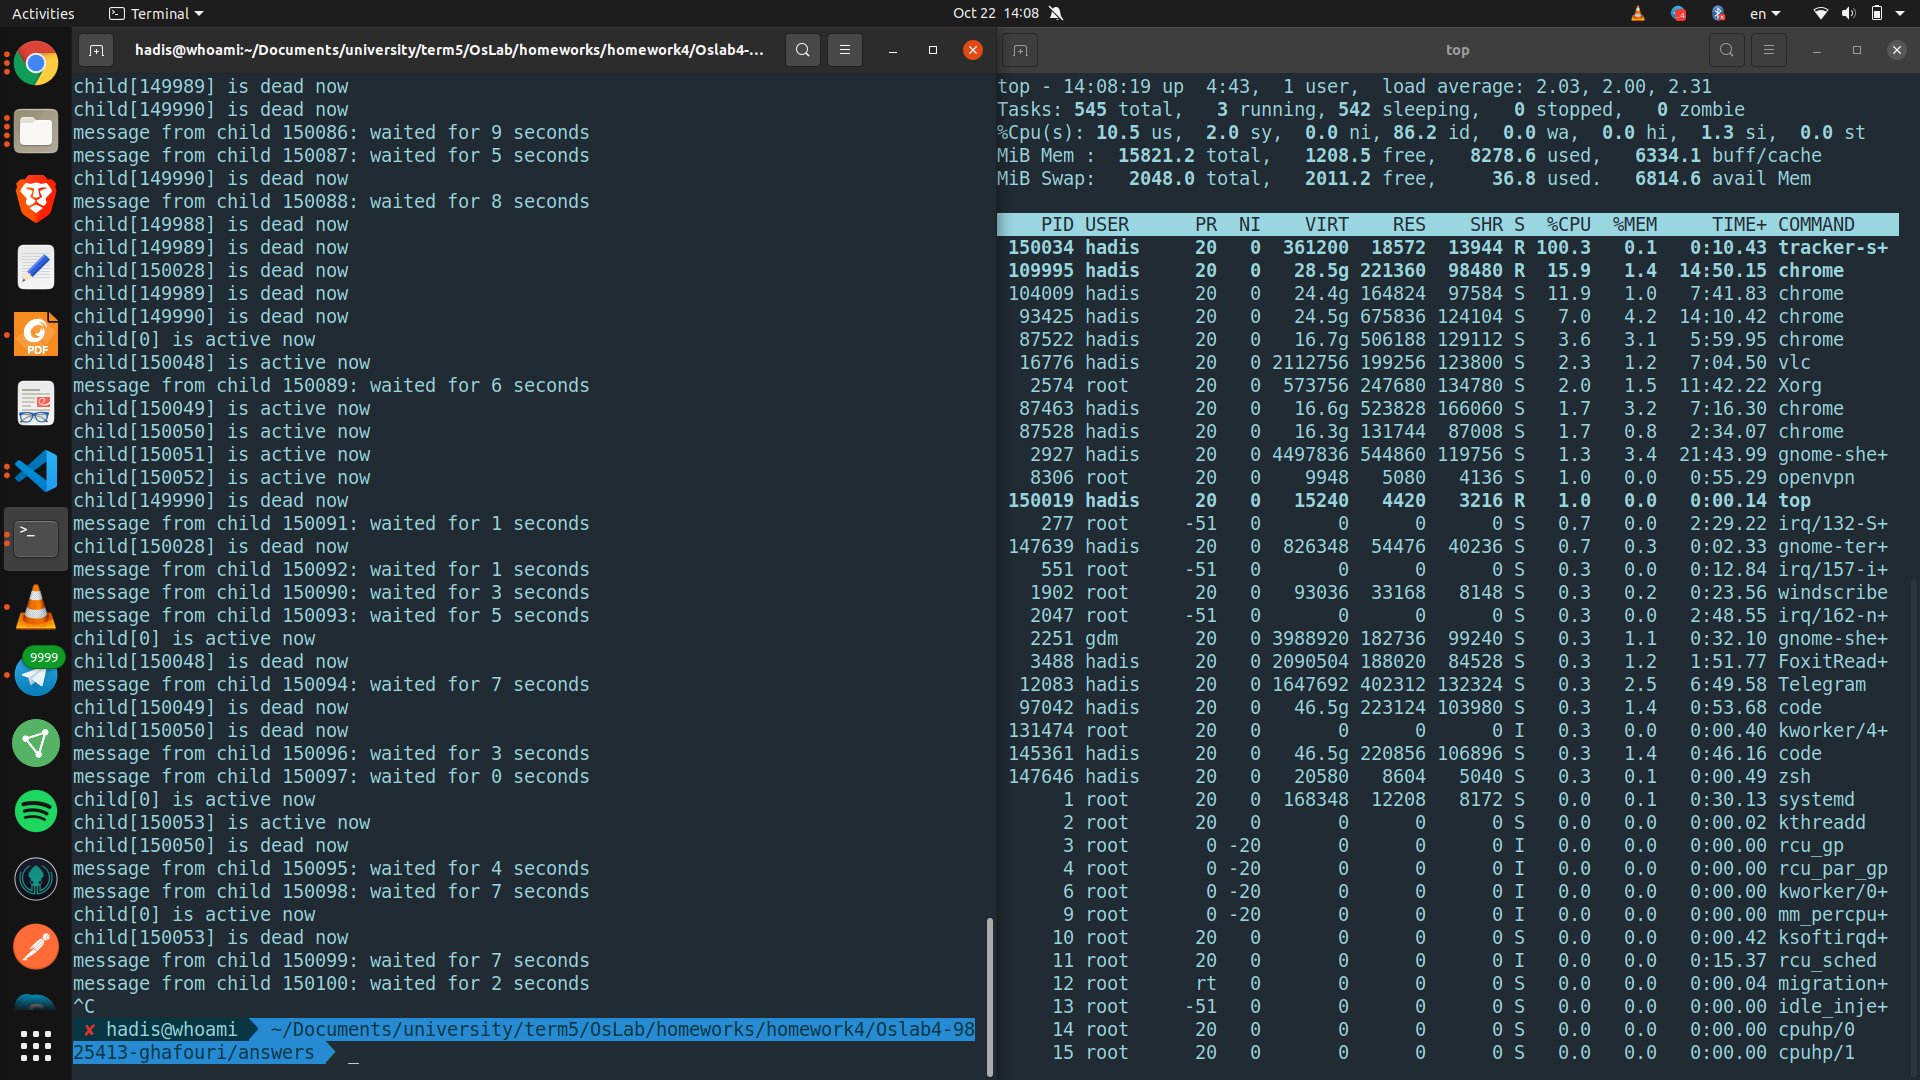 Activities
Terminal
Oct 22 14:08
en
hadis@whoami:~/Documents/university/term5/OsLab/homeworks/homework4/Oslab4-...
child[149989] is dead now
child[149990] is dead now
message from child 150086: waited for 9 seconds
message from child 150087: waited for 5 seconds
child[149990] is dead now
message from child 150088: waited for 8 seconds
child[149988] is dead now
child[149989] is dead now
child[150028] is dead now
child[149989] is dead now
child[149990] is dead now
child[0] is active now
child[150048] is active now
message from child 150089: waited for 6 seconds
child[150049] is active now
child[150050] is active now
child[150051] is active now
child[150052] is active now
child[149990] is dead now
message from child 150091: waited for 1 seconds
child[150028] is dead now
message from child 150092: waited for 1 seconds
message from child 150090: waited for 3 seconds
message from child 150093: waited for 5 seconds
child[0] is active now
child[150048] is dead now
message from child 150094: waited for 7 seconds
child[150049] is dead now
child[150050] is dead now
message from child 150096: waited for 3 seconds
message from child 150097: waited for 0 seconds
child[0] is active now
child[150053] is active now
child[150050] is dead now
message from child 150095: waited for 4 seconds
message from child 150098: waited for 7 seconds
child[0] is active now
child[150053] is dead now
message from child 150099: waited for 7 seconds
message from child 150100: waited for 2 seconds
^C
✘ hadis@whoami ~/Documents/university/term5/OsLab/homeworks/homework4/Oslab4-98
25413-ghafouri/answers _
top
top - 14:08:19 up 4:43, 1 user, load average: 2.03, 2.00, 2.31
Tasks: 545 total, 3 running, 542 sleeping, 0 stopped, 0 zombie
%Cpu(s): 10.5 us, 2.0 sy, 0.0 ni, 86.2 id, 0.0 wa, 0.0 hi, 1.3 si, 0.0 st
MiB Mem : 15821.2 total, 1208.5 free, 8278.6 used, 6334.1 buff/cache
MiB Swap: 2048.0 total, 2011.2 free, 36.8 used. 6814.6 avail Mem
PID USER PR NI VIRT RES SHR S %CPU %MEM TIME+ COMMAND
150034 hadis 20 0 361200 18572 13944 R 100.3 0.1 0:10.43 tracker-s+
109995 hadis 20 0 28.5g 221360 98480 R 15.9 1.4 14:50.15 chrome
104009 hadis 20 0 24.4g 164824 97584 S 11.9 1.0 7:41.83 chrome
93425 hadis 20 0 24.5g 675836 124104 S 7.0 4.2 14:10.42 chrome
87522 hadis 20 0 16.7g 506188 129112 S 3.6 3.1 5:59.95 chrome
16776 hadis 20 0 2112756 199256 123800 S 2.3 1.2 7:04.50 vlc
2574 root 20 0 573756 247680 134780 S 2.0 1.5 11:42.22 Xorg
87463 hadis 20 0 16.6g 523828 166060 S 1.7 3.2 7:16.30 chrome
87528 hadis 20 0 16.3g 131744 87008 S 1.7 0.8 2:34.07 chrome
2927 hadis 20 0 4497836 544860 119756 S 1.3 3.4 21:43.99 gnome-she+
8306 root 20 0 9948 5080 4136 S 1.0 0.0 0:55.29 openvpn
150019 hadis 20 0 15240 4420 3216 R 1.0 0.0 0:00.14 top
277 root -51 0 0 0 0 S 0.7 0.0 2:29.22 irq/132-S+
147639 hadis 20 0 826348 54476 40236 S 0.7 0.3 0:02.33 gnome-ter+
551 root -51 0 0 0 0 S 0.3 0.0 0:12.84 irq/157-i+
1902 root 20 0 93036 33168 8148 S 0.3 0.2 0:23.56 windscribe
2047 root -51 0 0 0 0 S 0.3 0.0 2:48.55 irq/162-n+
2251 gdm 20 0 3988920 182736 99240 S 0.3 1.1 0:32.10 gnome-she+
3488 hadis 20 0 2090504 188020 84528 S 0.3 1.2 1:51.77 FoxitRead+
12083 hadis 20 0 1647692 402312 132324 S 0.3 2.5 6:49.58 Telegram
97042 hadis 20 0 46.5g 223124 103980 S 0.3 1.4 0:53.68 code
131474 root 20 0 0 0 0 I 0.3 0.0 0:00.40 kworker/4+
145361 hadis 20 0 46.5g 220856 106896 S 0.3 1.4 0:46.16 code
147646 hadis 20 0 20580 8604 5040 S 0.3 0.1 0:00.49 zsh
1 root 20 0 168348 12208 8172 S 0.0 0.1 0:30.13 systemd
2 root 20 0 0 0 0 S 0.0 0.0 0:00.02 kthreadd
3 root 0 -20 0 0 0 I 0.0 0.0 0:00.00 rcu_gp
4 root 0 -20 0 0 0 I 0.0 0.0 0:00.00 rcu_par_gp
6 root 0 -20 0 0 0 I 0.0 0.0 0:00.00 kworker/0+
9 root 0 -20 0 0 0 I 0.0 0.0 0:00.00 mm_percpu+
10 root 20 0 0 0 0 S 0.0 0.0 0:00.42 ksoftirqd+
11 root 20 0 0 0 0 I 0.0 0.0 0:15.37 rcu_sched
12 root rt 0 0 0 0 S 0.0 0.0 0:00.04 migration+
13 root -51 0 0 0 0 S 0.0 0.0 0:00.00 idle_inje+
14 root 20 0 0 0 0 S 0.0 0.0 0:00.00 cpuhp/0
15 root 20 0 0 0 0 S 0.0 0.0 0:00.00 cpuhp/1
PDF
>_
9999